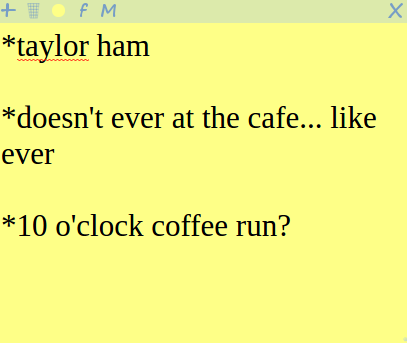 *taylor ham
*doesn't ever at the cafe... like
ever
*10 o'clock coffee run?